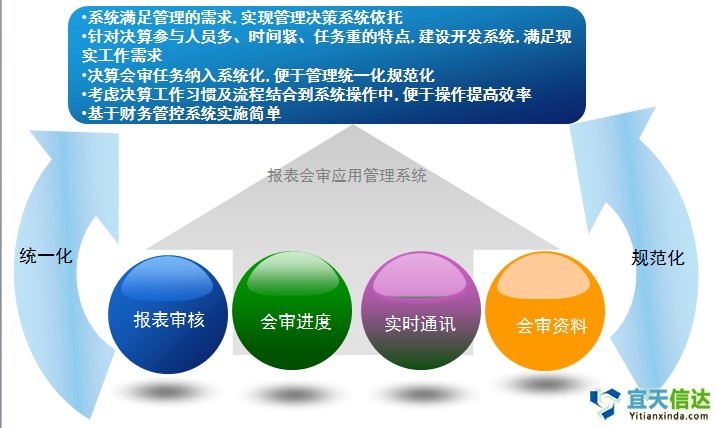 •系统满足管理的需求,实现管理决策系统依托
•针对决算参与人员多、时间紧、任务重的特点,建设开发系统,满足现
实工作需求
•决算会审任务纳入系统化,便于管理统一化规范化
•考虑决算工作习惯及流程结合到系统操作中,便于操作提高效率
•基于财务管控系统实施简单
报表会审应用管理系统
统一化
规范化
报表审核
会审进度
实时通讯
会审资料
宜天信达
Yitianxinda.com